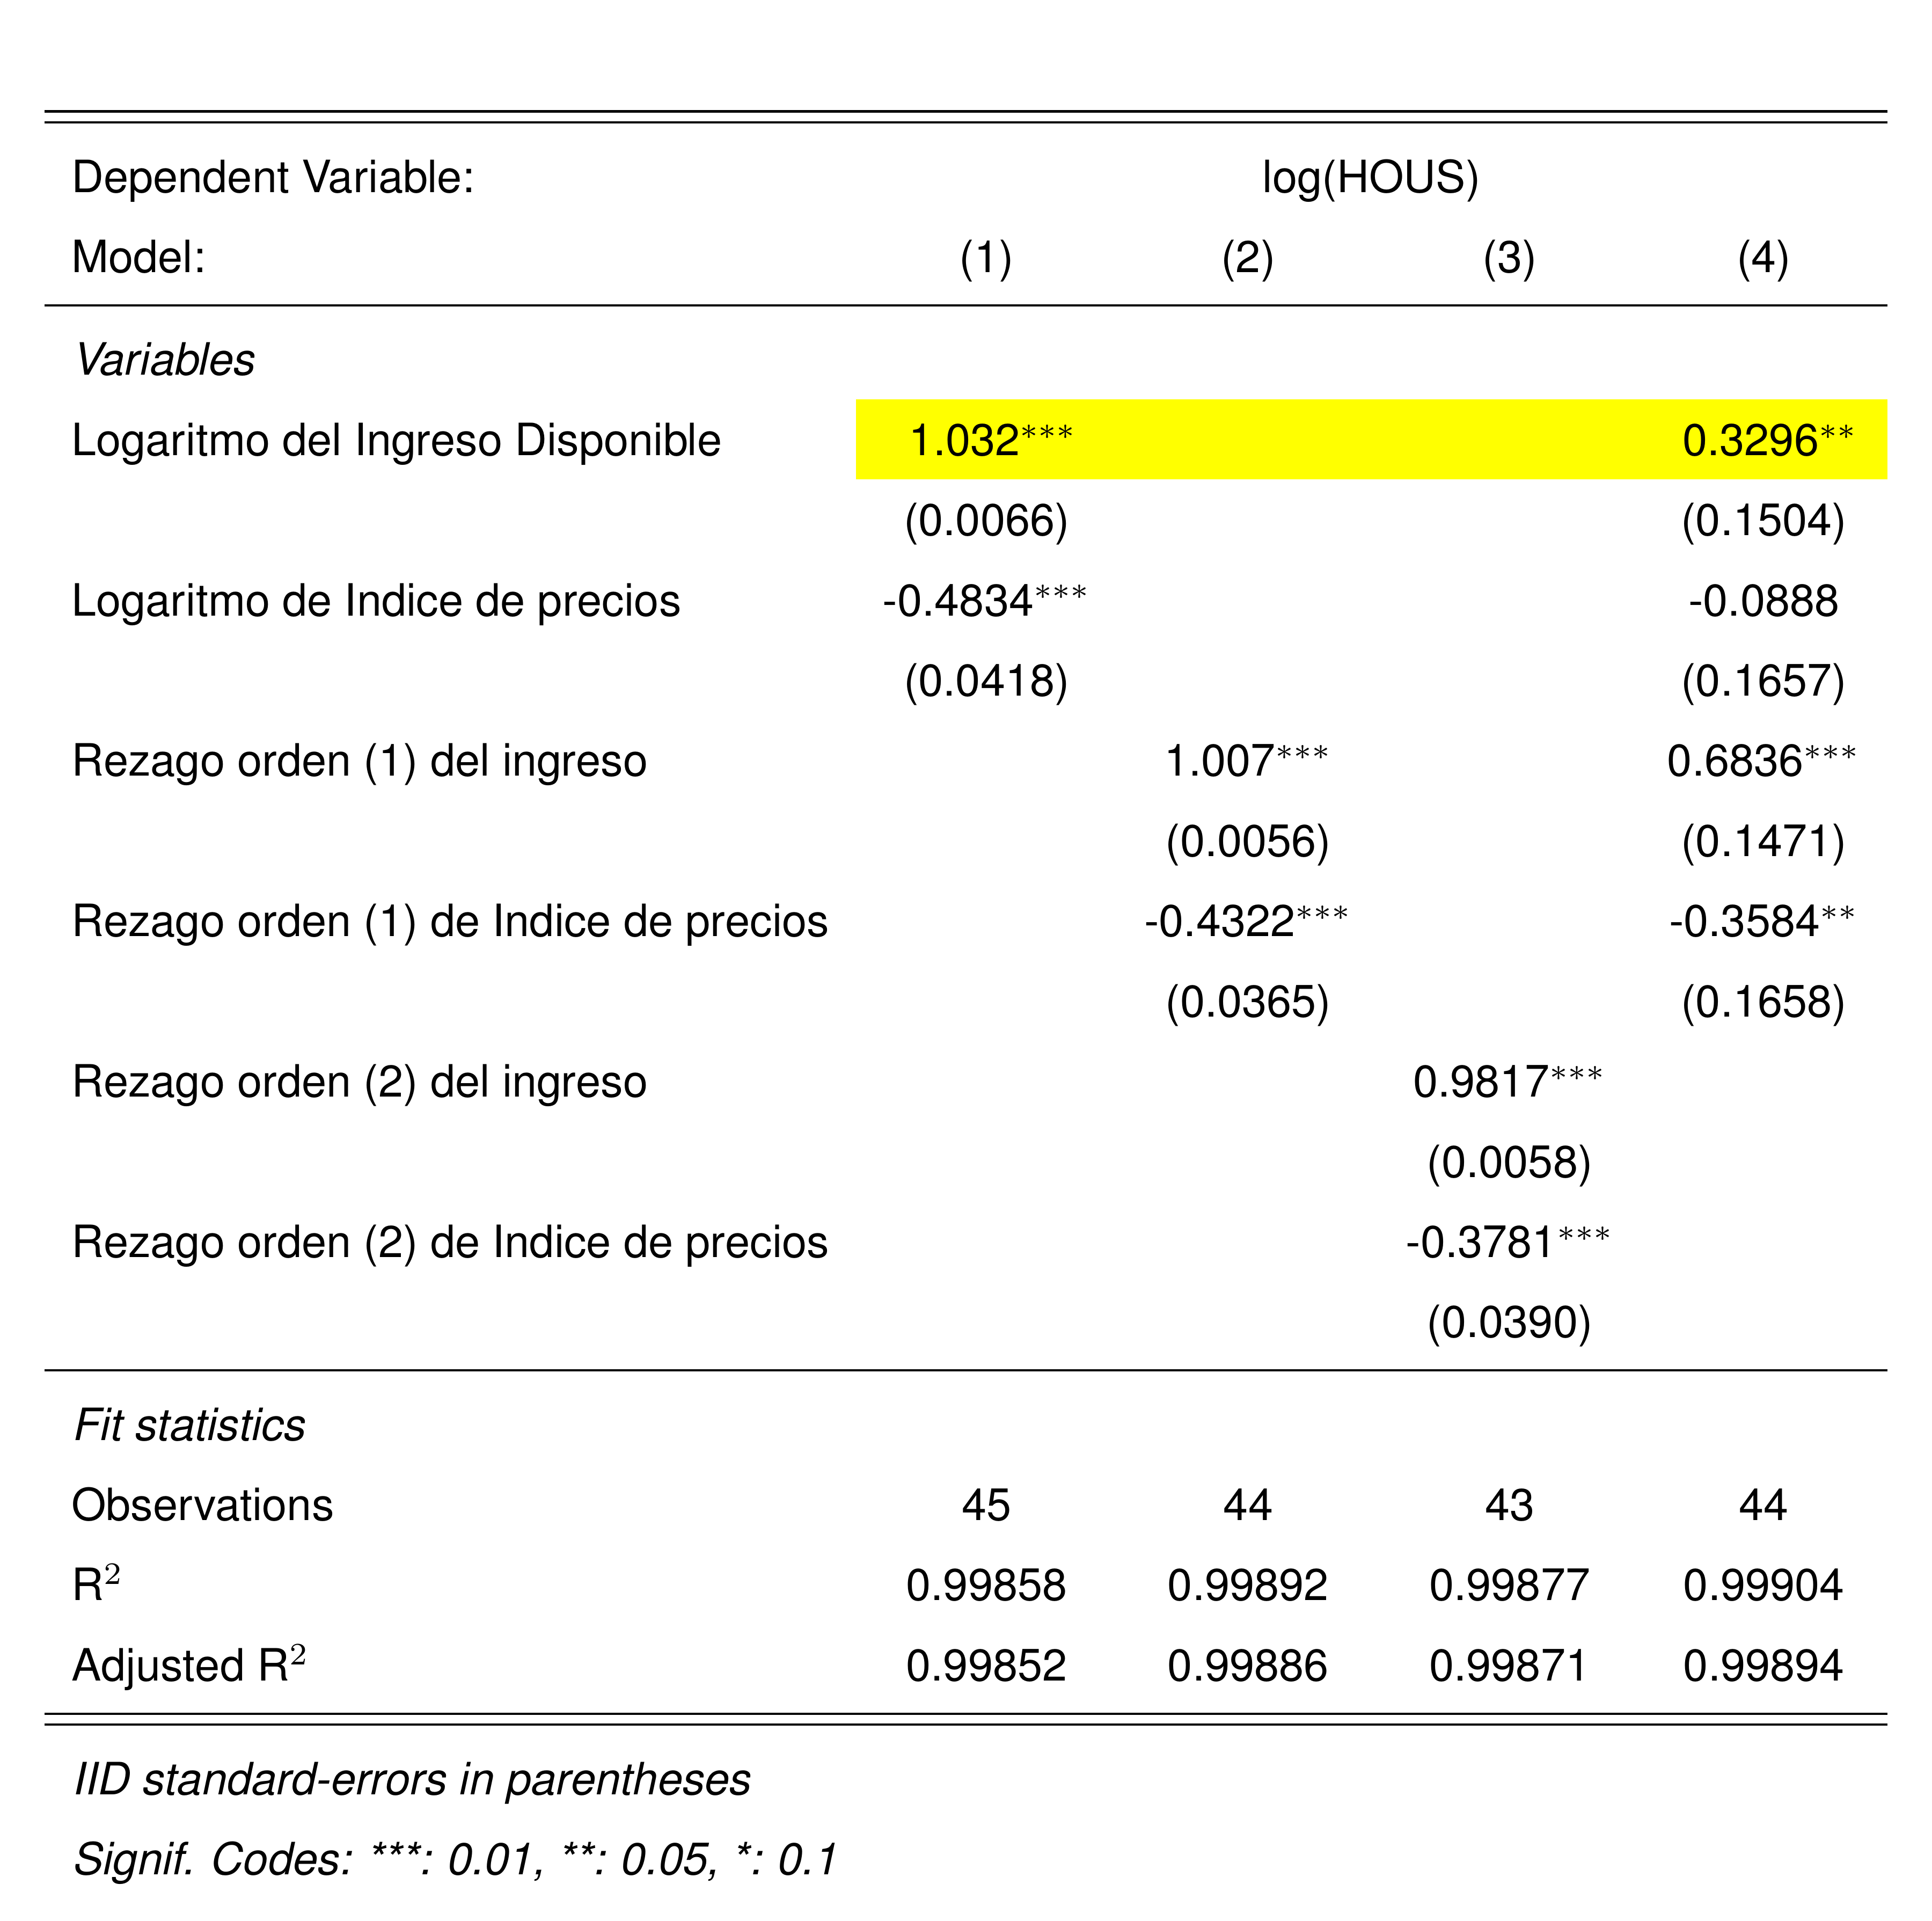 Dependent Variable: log(HOUS)
Model: (1) (2) (3) (4)
Variables
Logaritmo del Ingreso Disponible 1.032*** 0.3296**
(0.0066) (0.1504)
Logaritmo de Indice de precios -0.4834*** -0.0888
(0.0418) (0.1657)
Rezago orden (1) del ingreso 1.007*** 0.6836***
(0.0056) (0.1471)
Rezago orden (1) de Indice de precios -0.4322*** -0.3584**
(0.0365) (0.1658)
Rezago orden (2) del ingreso 0.9817***
(0.0058)
Rezago orden (2) de Indice de precios -0.3781***
(0.0390)
Fit statistics
Observations 45 44 43 44
R² 0.99858 0.99892 0.99877 0.99904
Adjusted R² 0.99852 0.99886 0.99871 0.99894
IID standard-errors in parentheses
Signif. Codes: ***: 0.01, **: 0.05, *: 0.1